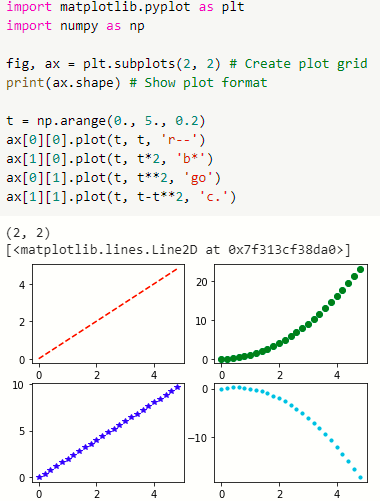 import matplotlib.pyplot as plt
import numpy as np
fig, ax = plt.subplots(2, 2) # Create plot grid
print(ax.shape) # Show plot format
t = np.arange(0., 5., 0.2)
ax[0][0].plot(t, t, 'r--')
ax[1][0].plot(t, t*2, 'b*')
ax[0][1].plot(t, t**2, 'go')
ax[1][1].plot(t, t-t**2, 'c.')
(2, 2)
[<matplotlib.lines.Line2D at 0x7f313cf38da0>]
4
2
0
0 2 4
20
10
0
0 2 4
10
5
0
0 2 4
0
−10
0 2 4